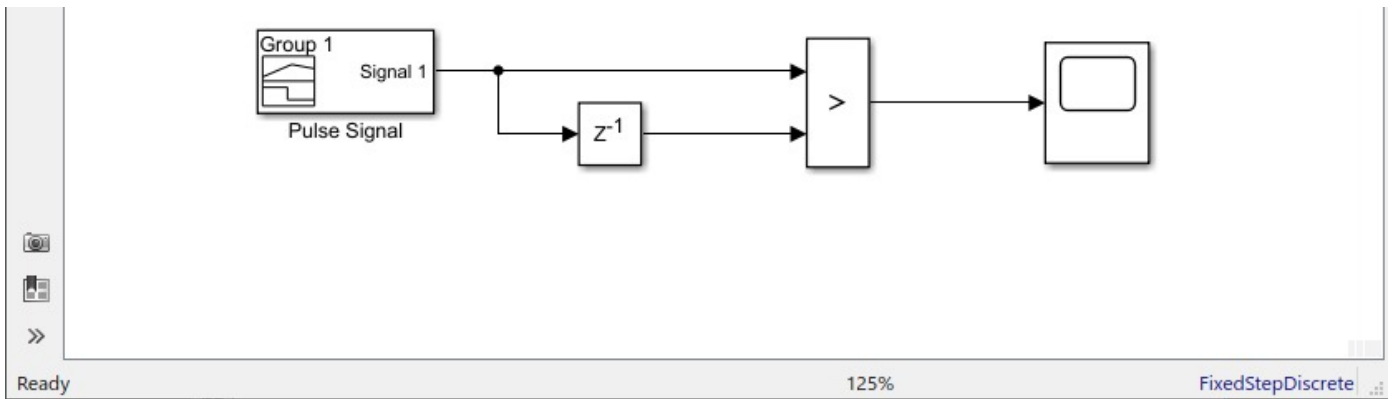 Group 1
Signal 1
Pulse Signal
Z-1
>
Ready
125%
FixedStepDiscrete